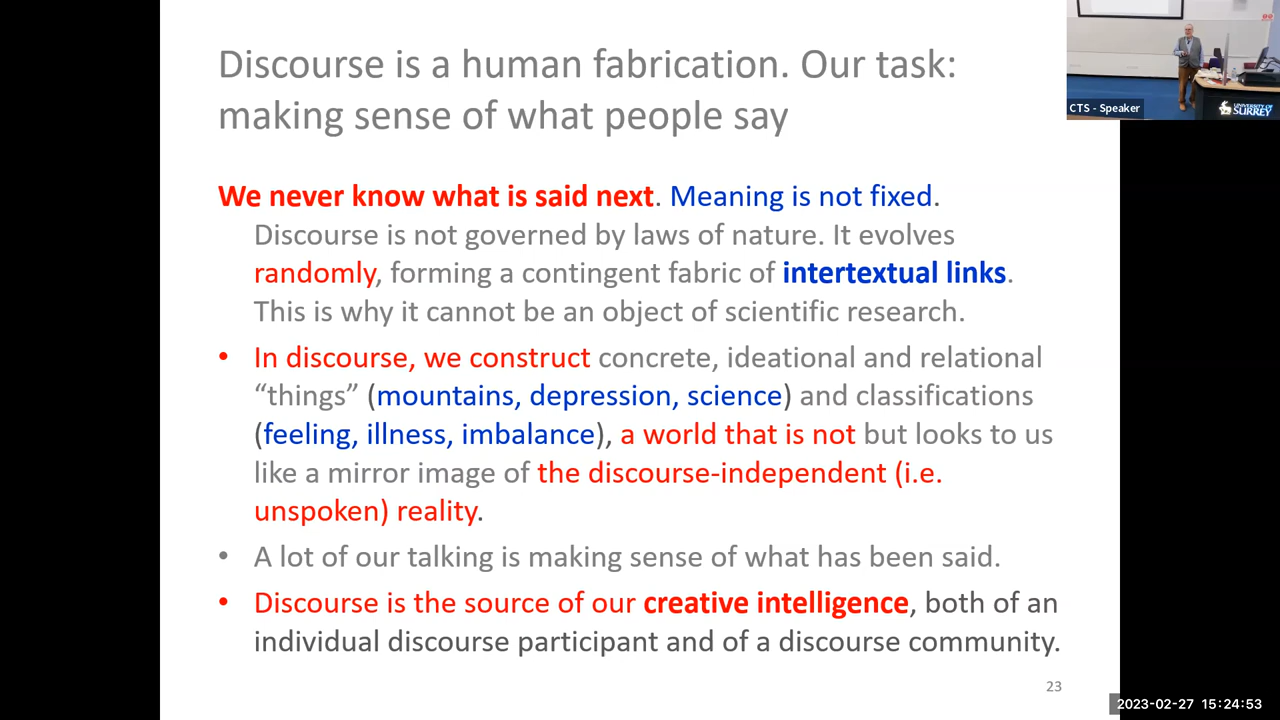 Discourse is a human fabrication. Our task:
making sense of what people say
We never know what is said next. Meaning is not fixed.
Discourse is not governed by laws of nature. It evolves
randomly, forming a contingent fabric of intertextual links.
This is why it cannot be an object of scientific research.
• In discourse, we construct concrete, ideational and relational
“things” (mountains, depression, science) and classifications
(feeling, illness, imbalance), a world that is not but looks to us
like a mirror image of the discourse-independent (i.e.
unspoken) reality.
• A lot of our talking is making sense of what has been said.
• Discourse is the source of our creative intelligence, both of an
individual discourse participant and of a discourse community.
23
CTS - Speaker
UNIVERSITY OF
SURREY
2023-02-27 15:24:53